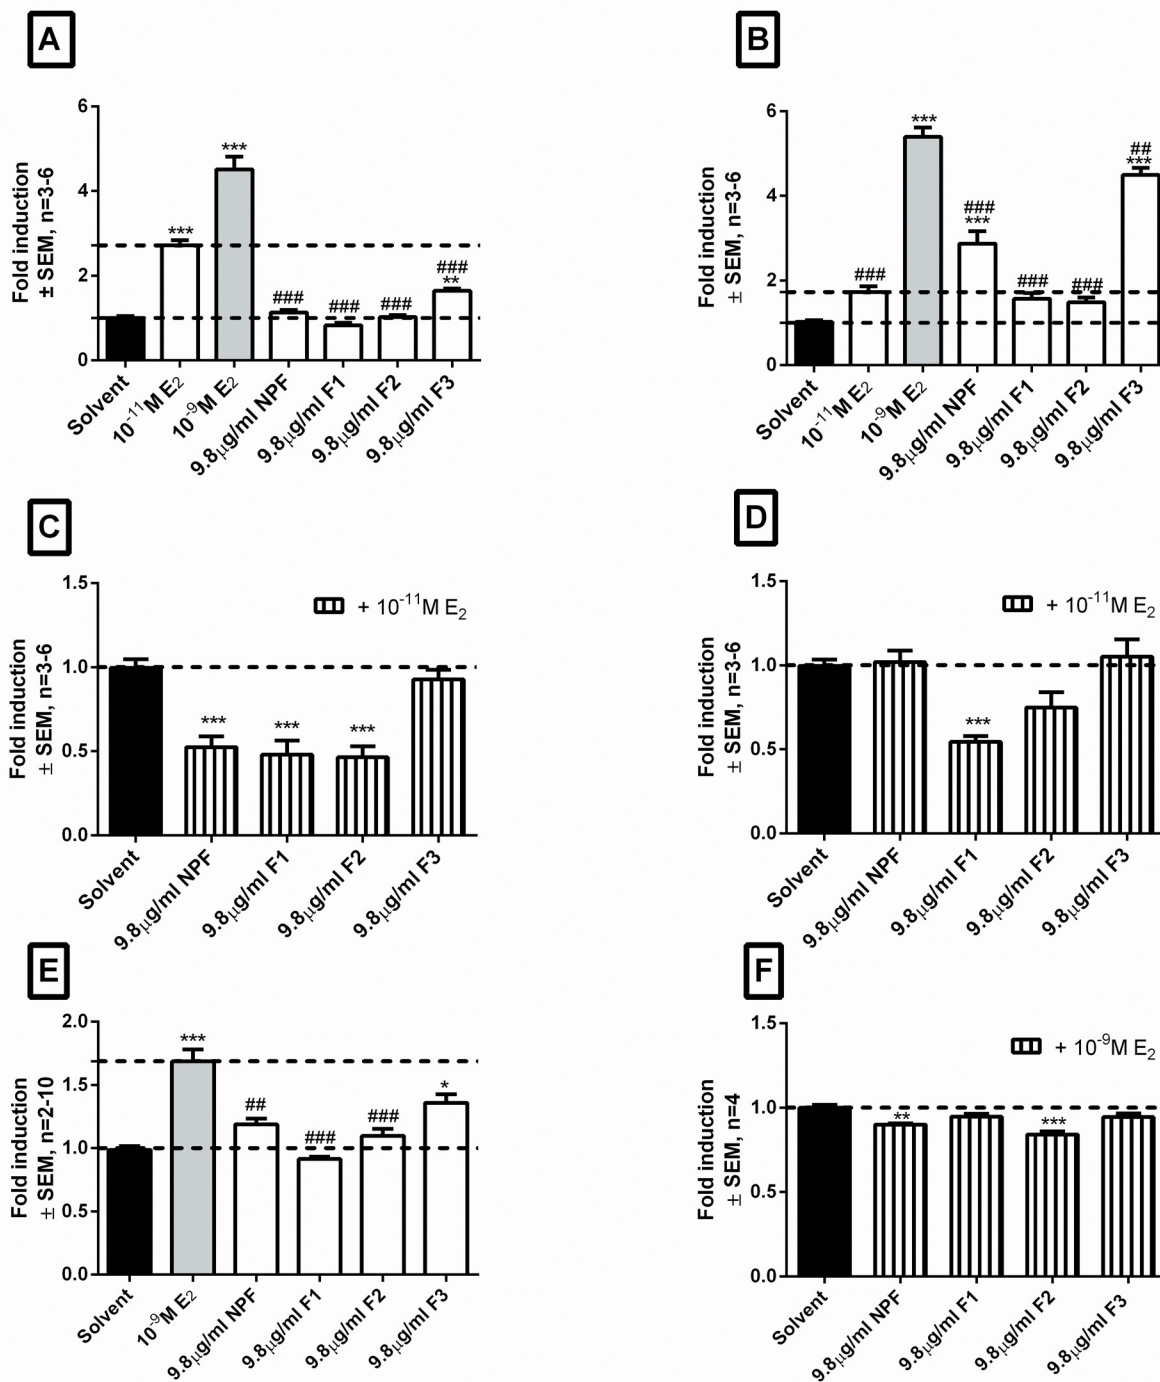 A
Fold induction
± SEM, n=3-6
6
4
2
0
***
***
###
###
###
###
**
Solvent
10⁻¹¹M E₂
10⁻⁹M E₂
9.8µg/ml NPF
9.8µg/ml F1
9.8µg/ml F2
9.8µg/ml F3
B
Fold induction
± SEM, n=3-6
6
4
2
0
###
***
###
***
###
###
##
***
Solvent
10⁻¹¹M E₂
10⁻⁹M E₂
9.8µg/ml NPF
9.8µg/ml F1
9.8µg/ml F2
9.8µg/ml F3
C
Fold induction
± SEM, n=3-6
1.5
1.0
0.5
0.0
+ 10⁻¹¹M E₂
***
***
***
Solvent
9.8µg/ml NPF
9.8µg/ml F1
9.8µg/ml F2
9.8µg/ml F3
D
Fold induction
± SEM, n=3-6
1.5
1.0
0.5
0.0
+ 10⁻¹¹M E₂
***
Solvent
9.8µg/ml NPF
9.8µg/ml F1
9.8µg/ml F2
9.8µg/ml F3
E
Fold induction
± SEM, n=2-10
2.0
1.5
1.0
0.5
0.0
***
##
###
###
*
Solvent
10⁻⁹M E₂
9.8µg/ml NPF
9.8µg/ml F1
9.8µg/ml F2
9.8µg/ml F3
F
Fold induction
± SEM, n=4
1.5
1.0
0.5
0.0
+ 10⁻⁹M E₂
**
***
Solvent
9.8µg/ml NPF
9.8µg/ml F1
9.8µg/ml F2
9.8µg/ml F3